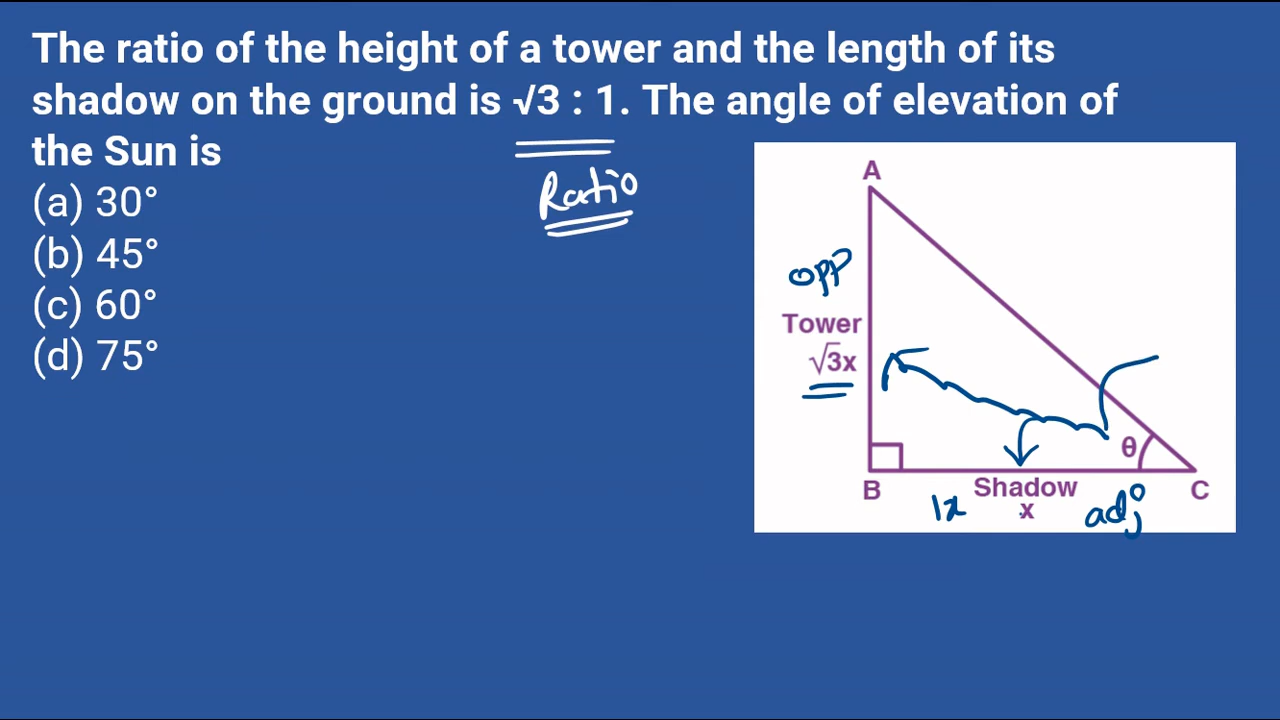 The ratio of the height of a tower and the length of its
shadow on the ground is √3 : 1. The angle of elevation of
the Sun is
(a) 30°
(b) 45°
(c) 60°
(d) 75°
Ratio
A
opp
Tower
√3x
θ
B
Shadow
C
1x
x
adj